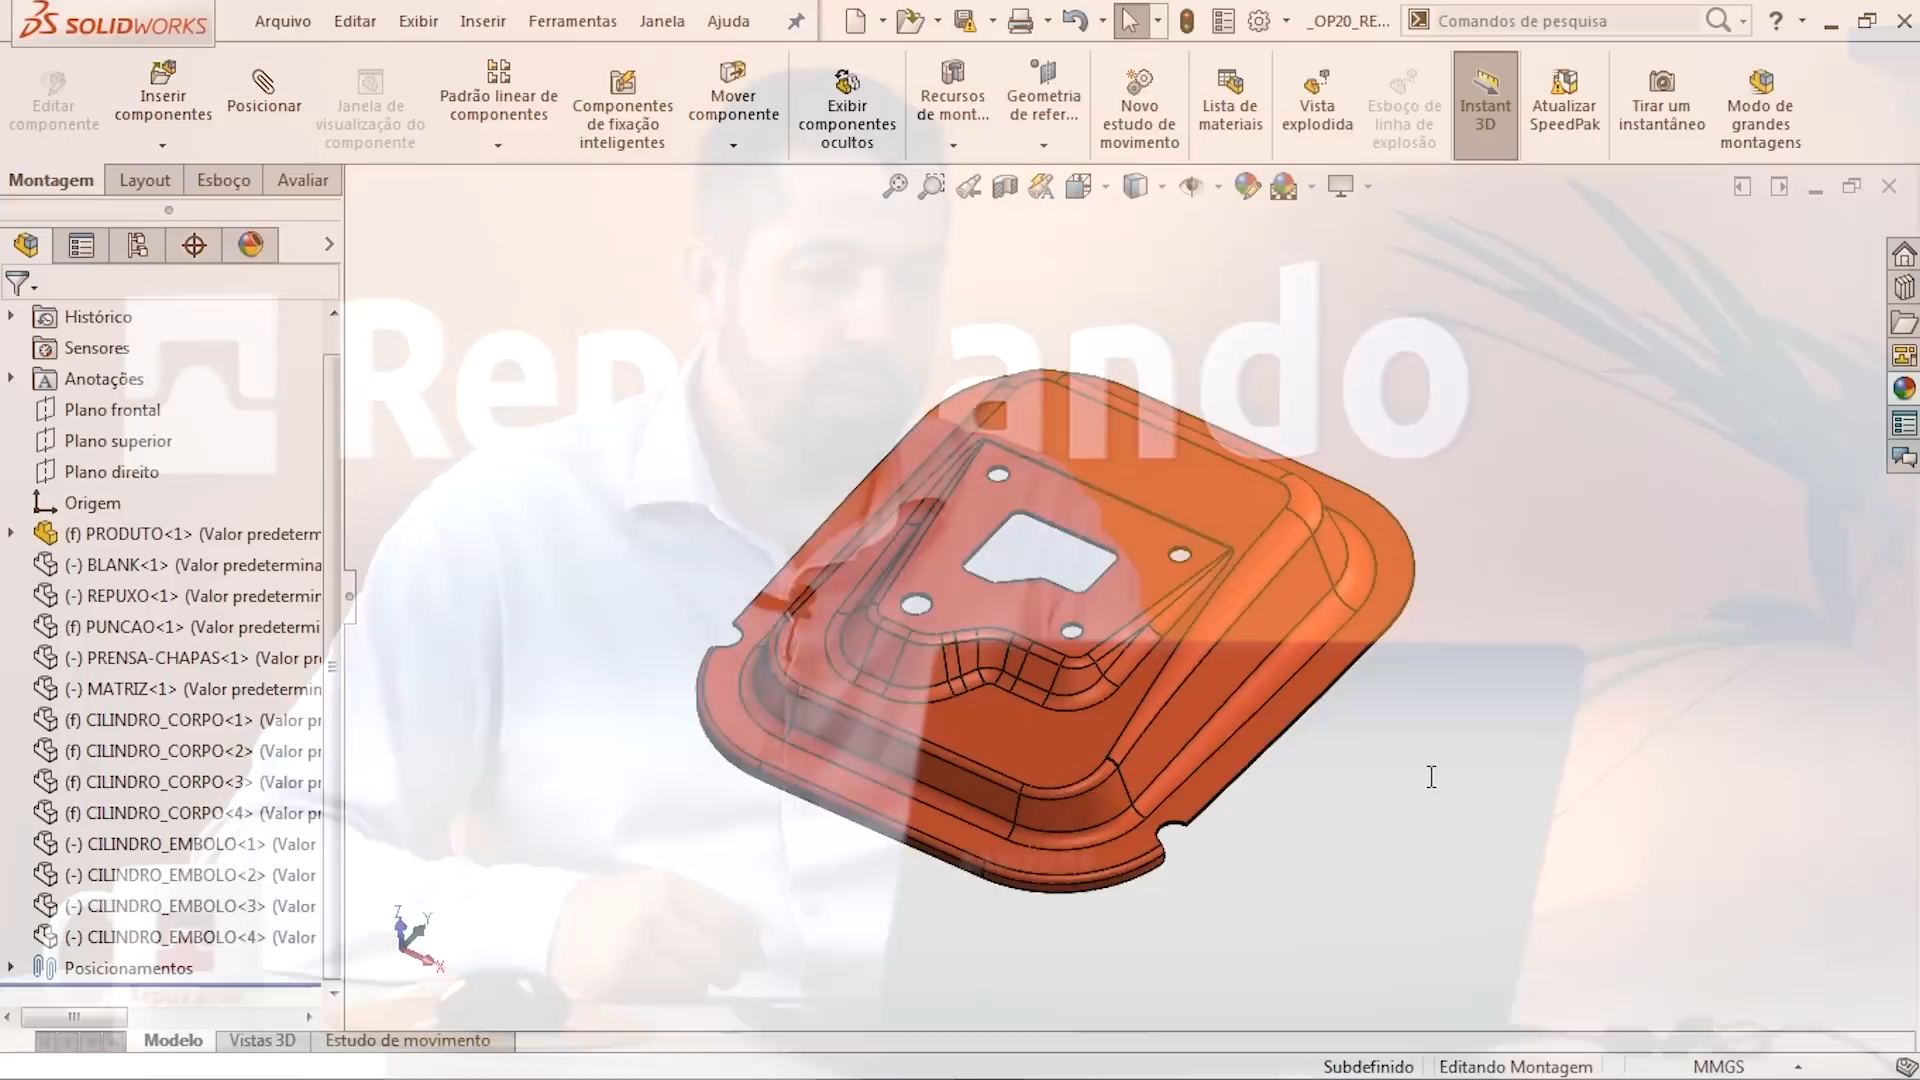 SOLIDWORKS
Arquivo Editar Exibir Inserir Ferramentas Janela Ajuda
_OP20_RE... Comandos de pesquisa
Editar componente
Inserir componentes
Posicionar
Janela de visualização do componente
Padrão linear de componentes
Componentes de fixação inteligentes
Mover componente
Exibir componentes ocultos
Recursos de mont...
Geometria de refer...
Novo estudo de movimento
Lista de materiais
Vista explodida
Esboço de linha de explosão
Instant 3D
Atualizar SpeedPak
Tirar um instantâneo
Modo de grandes montagens
Montagem Layout Esboço Avaliar
Histórico
Sensores
Anotações
Plano frontal
Plano superior
Plano direito
Origem
(f) PRODUTO<1> (Valor predeterm
(-) BLANK<1> (Valor predetermina
(-) REPUXO<1> (Valor predetermir
(f) PUNCAO<1> (Valor predetermi
(-) PRENSA-CHAPAS<1> (Valor pr
(-) MATRIZ<1> (Valor predetermin
(f) CILINDRO_CORPO<1> (Valor pr
(f) CILINDRO_CORPO<2> (Valor pr
(f) CILINDRO_CORPO<3> (Valor pr
(f) CILINDRO_CORPO<4> (Valor pr
(-) CILINDRO_EMBOLO<1> (Valor
(-) CILINDRO_EMBOLO<2> (Valor
(-) CILINDRO_EMBOLO<3> (Valor
(-) CILINDRO_EMBOLO<4> (Valor
Posicionamentos
Z Y X
Modelo Vistas 3D Estudo de movimento
Subdefinido Editando Montagem MMGS